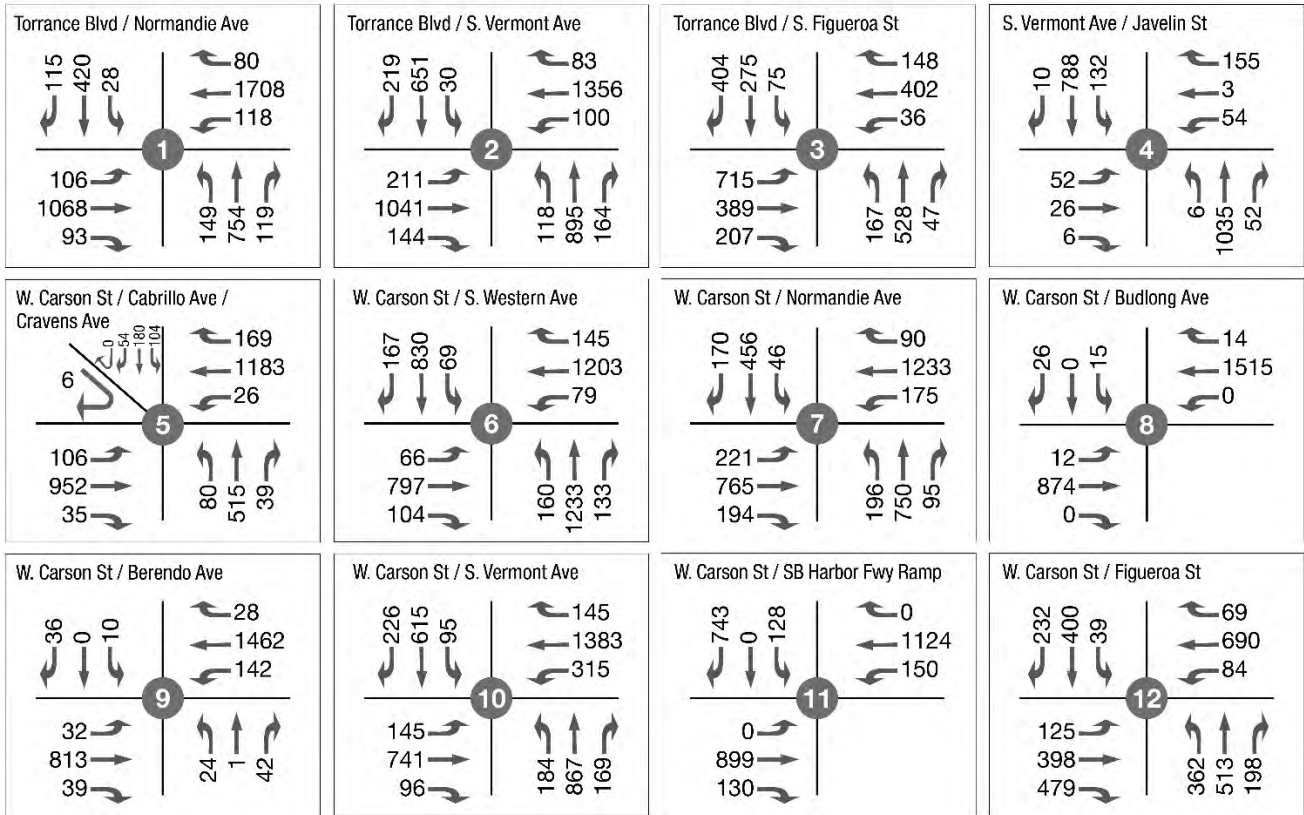 Torrance Blvd / Normandie Ave
115 420 28
80
1708
118
1
106
1068
93
149 754 119
Torrance Blvd / S. Vermont Ave
219 651 30
83
1356
100
2
211
1041
144
118 895 164
Torrance Blvd / S. Figueroa St
404 275 75
148
402
36
3
715
389
207
167 528 47
S. Vermont Ave / Javelin St
10 788 132
155
3
54
4
52
26
6
6 1035 52
W. Carson St / Cabrillo Ave /
Cravens Ave
0 54 180 104
6
169
1183
26
5
106
952
35
80 515 39
W. Carson St / S. Western Ave
167 830 69
145
1203
79
6
66
797
104
160 1233 133
W. Carson St / Normandie Ave
170 456 46
90
1233
175
7
221
765
194
196 750 95
W. Carson St / Budlong Ave
26 0 15
14
1515
0
8
12
874
0
W. Carson St / Berendo Ave
36 0 10
28
1462
142
9
32
813
39
24 1 42
W. Carson St / S. Vermont Ave
226 615 95
145
1383
315
10
145
741
96
184 867 169
W. Carson St / SB Harbor Fwy Ramp
743 0 128
0
1124
150
11
0
899
130
W. Carson St / Figueroa St
232 400 39
69
690
84
12
125
398
479
362 513 198